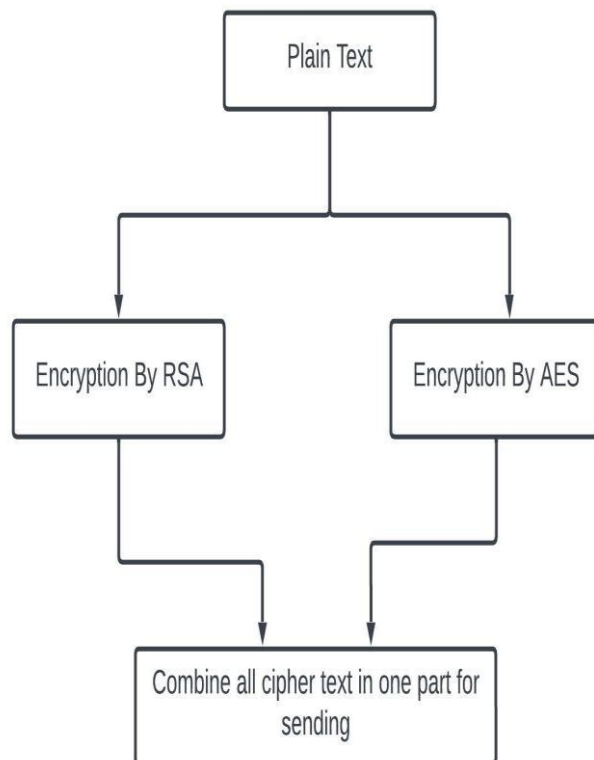 Plain Text
Encryption By RSA
Encryption By AES
Combine all cipher text in one part for
sending